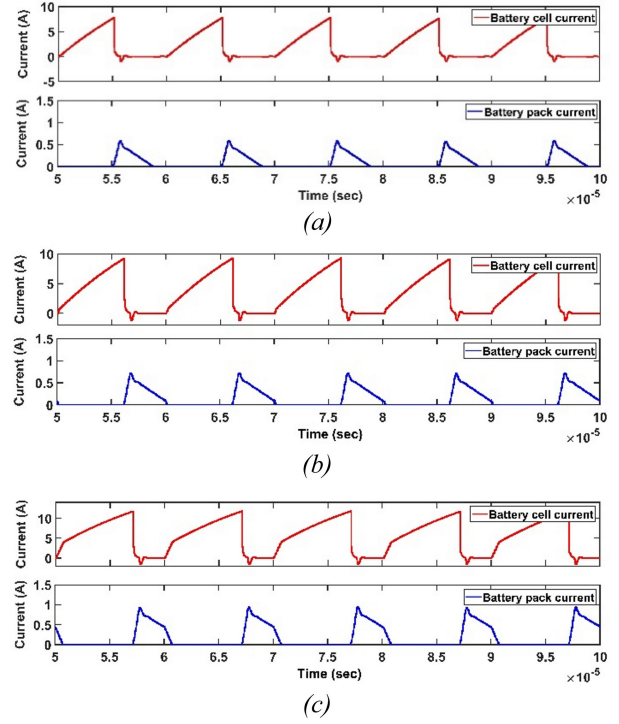 10
5
0
-5
Current (A)
Battery cell current
1.5
1
0.5
0
Current (A)
Battery pack current
5 5.5 6 6.5 7 7.5 8 8.5 9 9.5 10
Time (sec) ×10-5
(a)
10
5
0
Current (A)
Battery cell current
1.5
1
0.5
0
Current (A)
Battery pack current
5 5.5 6 6.5 7 7.5 8 8.5 9 9.5 10
Time (sec) ×10-5
(b)
10
5
0
Current (A)
Battery cell current
1.5
1
0.5
0
Current (A)
Battery pack current
5 5.5 6 6.5 7 7.5 8 8.5 9 9.5 10
×10-5
Time (sec)
(c)